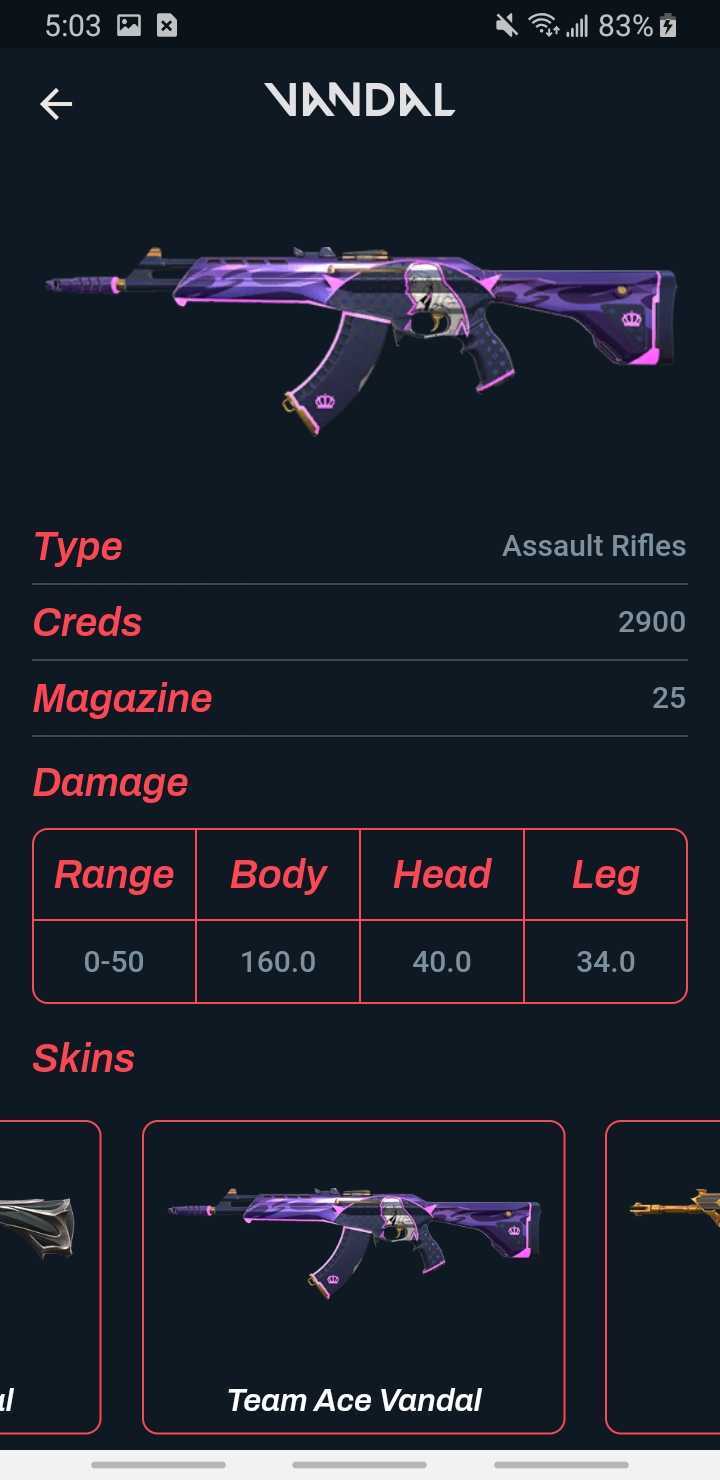 5:03 83%
VANDAL
Type Assault Rifles
Creds 2900
Magazine 25
Damage
Range Body Head Leg
0-50 160.0 40.0 34.0
Skins
al Team Ace Vandal